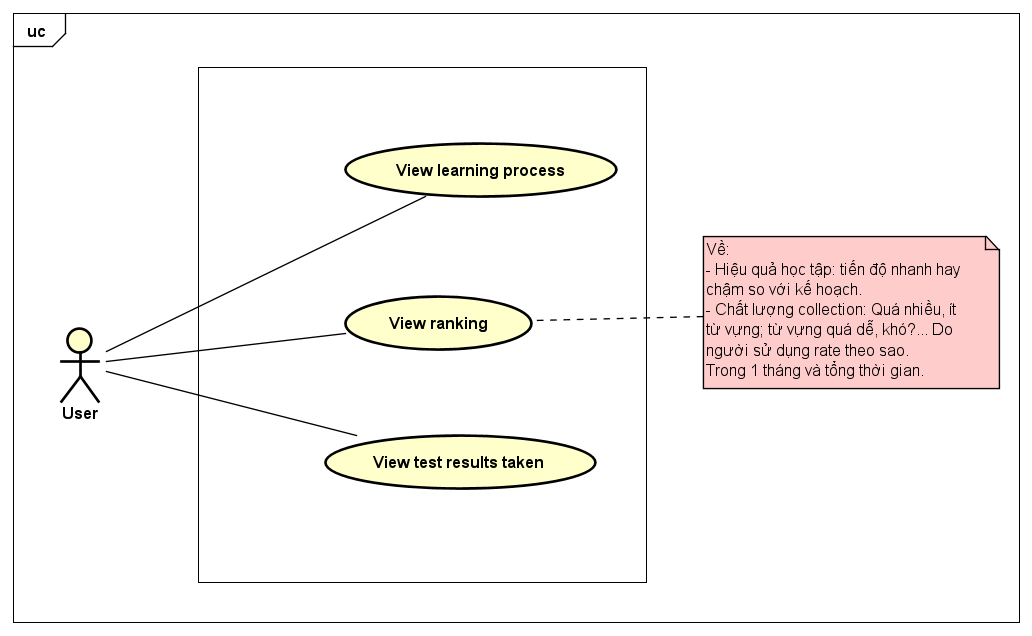 uc
View learning process
View ranking
View test results taken
User
Về:
- Hiệu quả học tập: tiến độ nhanh hay
chậm so với kế hoạch.
- Chất lượng collection: Quá nhiều, ít
từ vựng; từ vựng quá dễ, khó?... Do
người sử dụng rate theo sao.
Trong 1 tháng và tổng thời gian.